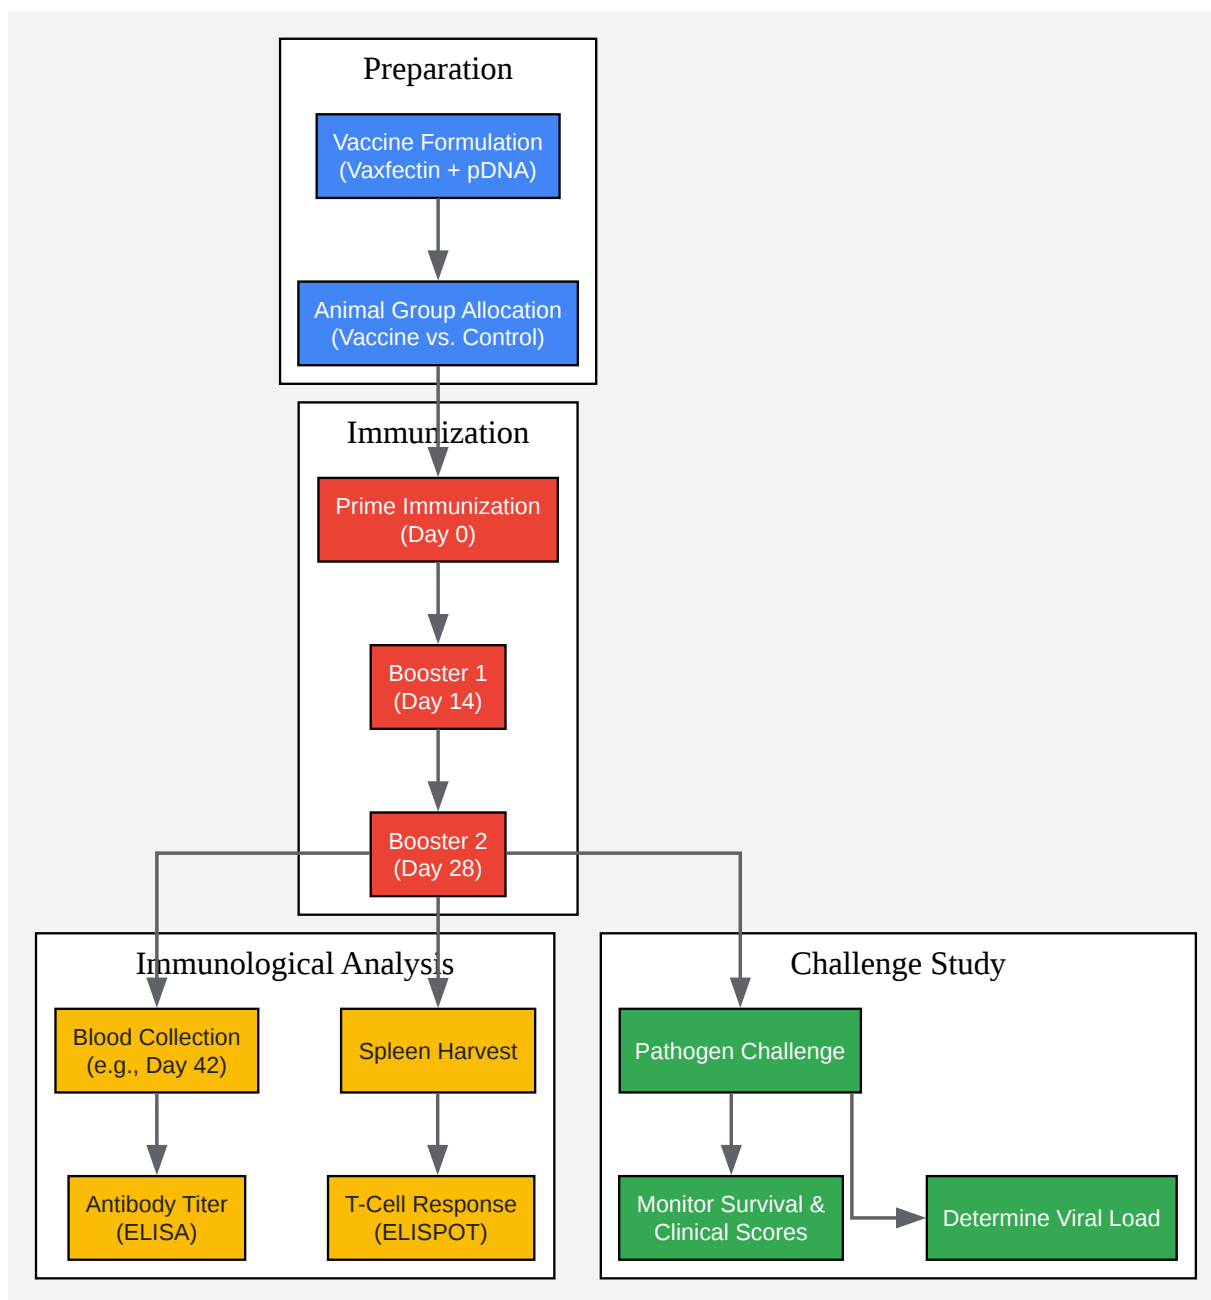 Preparation
Vaccine Formulation
(Vaxfectin + pDNA)
Animal Group Allocation
(Vaccine vs. Control)
Immunization
Prime Immunization
(Day 0)
Booster 1
(Day 14)
Booster 2
(Day 28)
Immunological Analysis
Blood Collection
(e.g., Day 42)
Spleen Harvest
Antibody Titer
(ELISA)
T-Cell Response
(ELISPOT)
Challenge Study
Pathogen Challenge
Monitor Survival &
Clinical Scores
Determine Viral Load